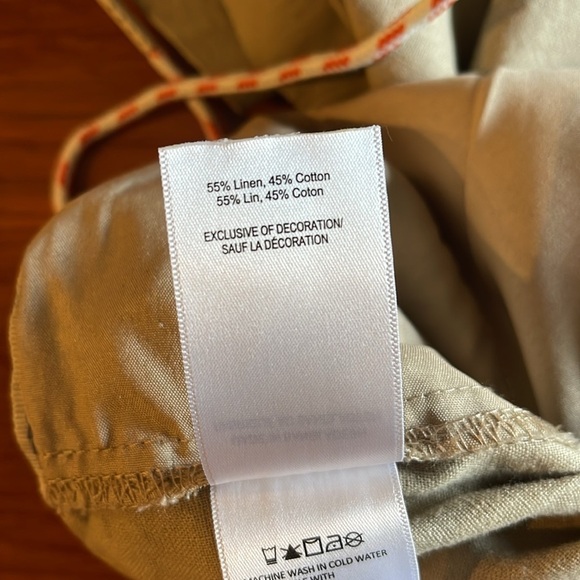 55% Linen, 45% Cotton
55% Lin, 45% Coton
EXCLUSIVE OF DECORATION/
SAUF LA DÉCORATION
MACHINE WASH IN COLD WATER
WITH